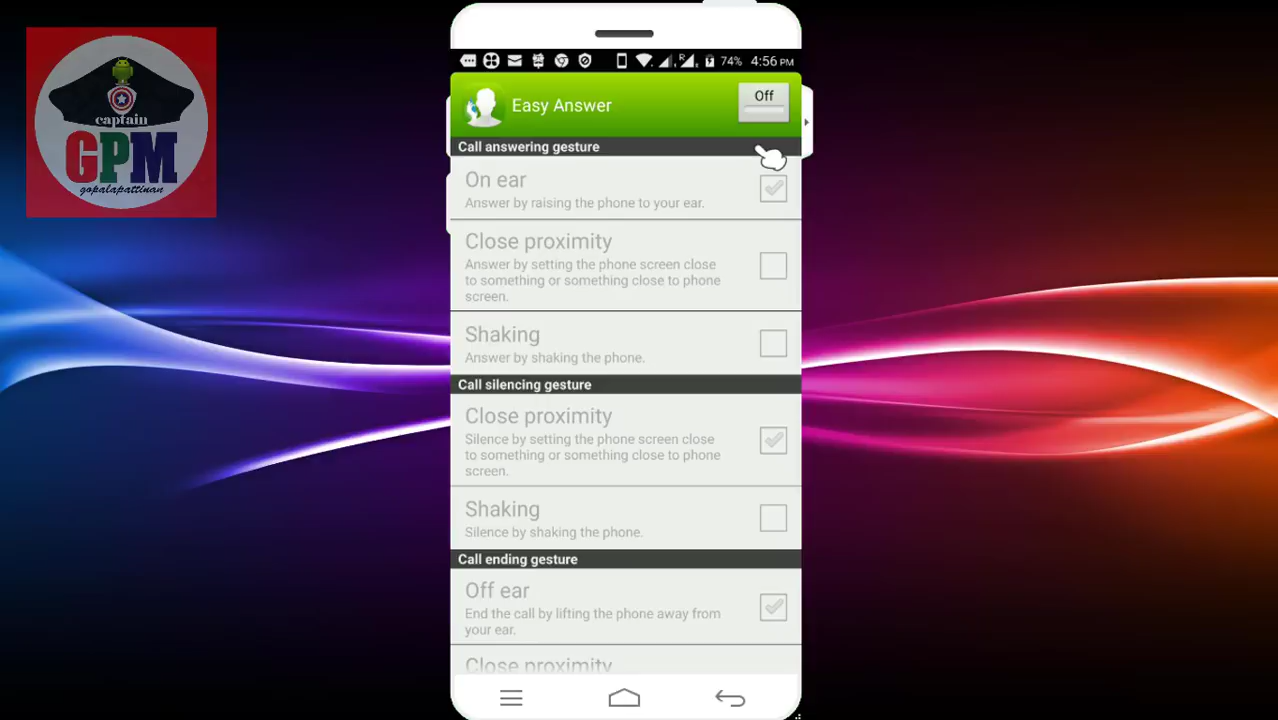 captain
GPM
gopalapattinan
74% 4:56 PM
Easy Answer
Off
Call answering gesture
On ear
Answer by raising the phone to your ear.
Close proximity
Answer by setting the phone screen close
to something or something close to phone
screen.
Shaking
Answer by shaking the phone.
Call silencing gesture
Close proximity
Silence by setting the phone screen close
to something or something close to phone
screen.
Shaking
Silence by shaking the phone.
Call ending gesture
Off ear
End the call by lifting the phone away from
your ear.
Close proximity